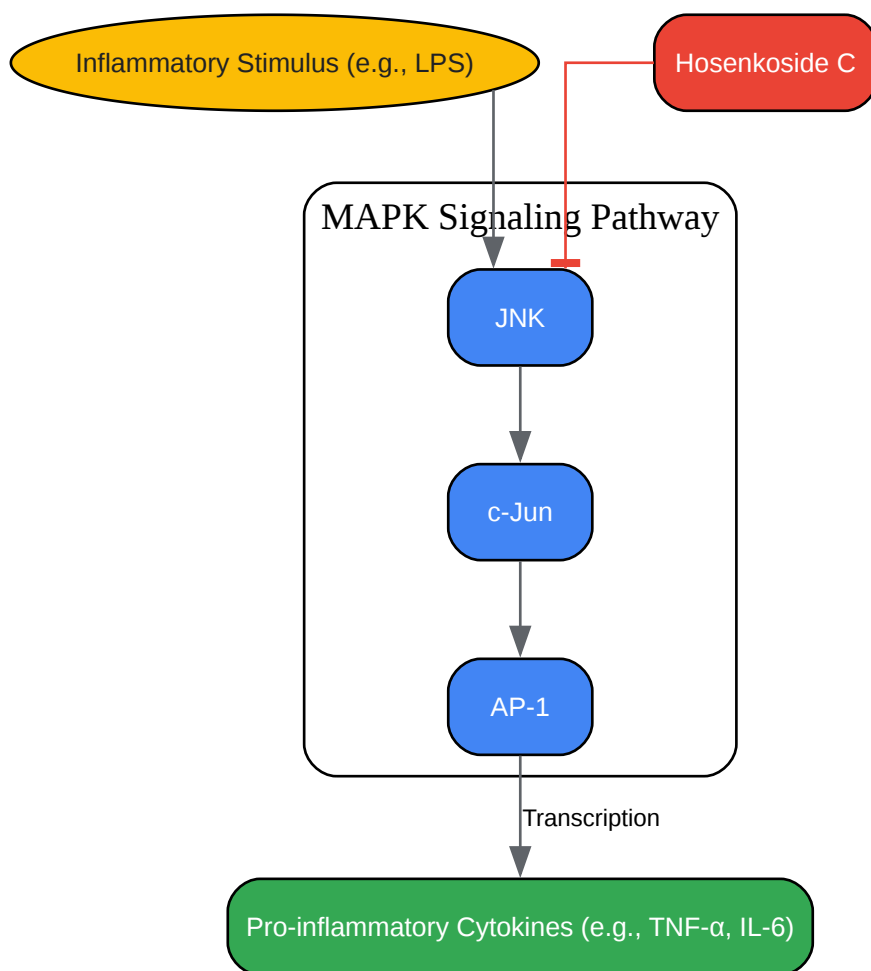 Inflammatory Stimulus (e.g., LPS)
Hosenkoside C
MAPK Signaling Pathway
JNK
c-Jun
AP-1
Transcription
Pro-inflammatory Cytokines (e.g., TNF-α, IL-6)